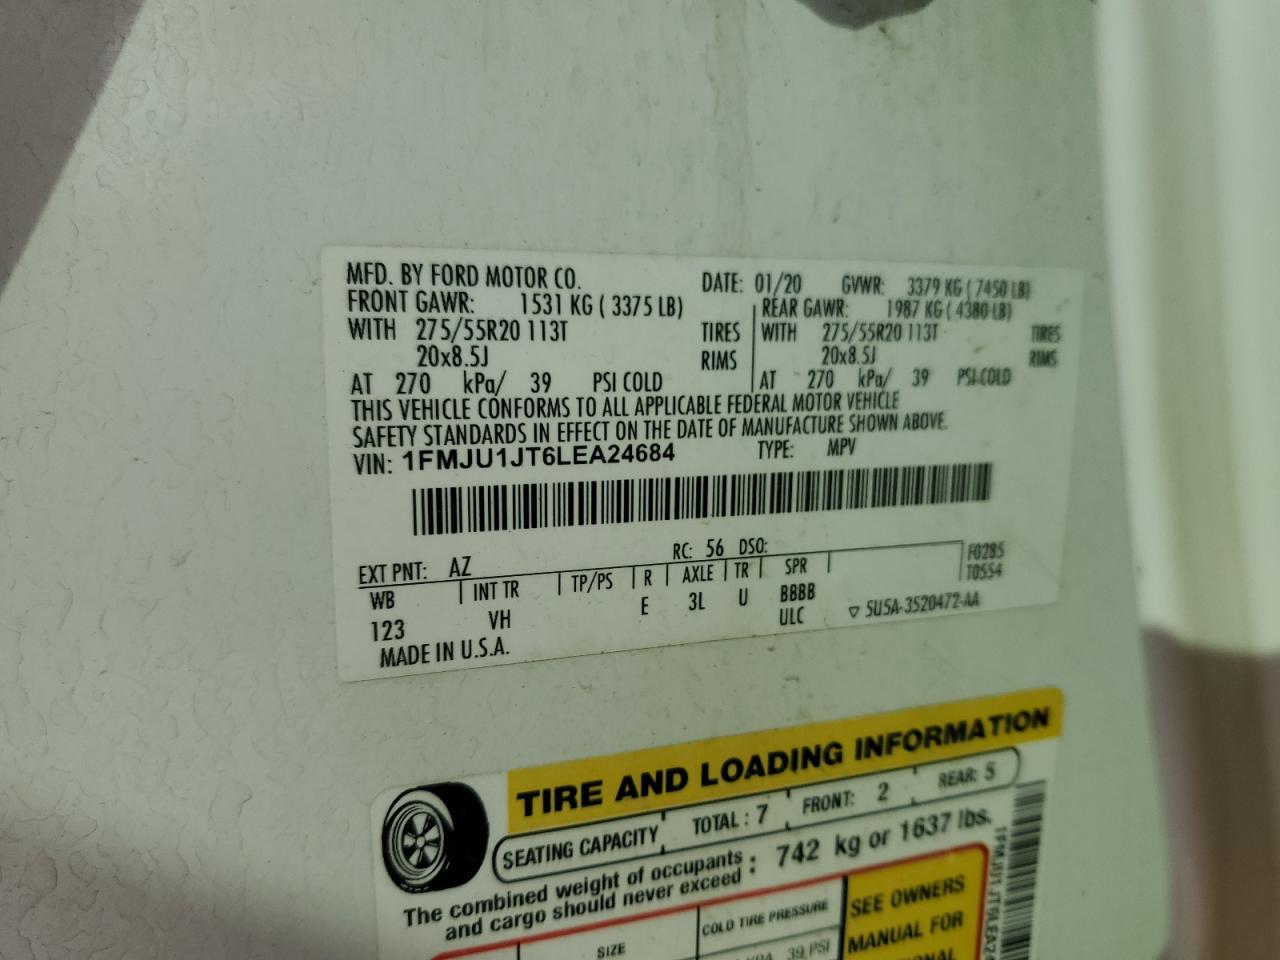 MFD. BY FORD MOTOR CO. DATE: 01/20 GVWR: 3379 KG ( 7450 LB)
FRONT GAWR: 1531 KG ( 3375 LB) REAR GAWR: 1987 KG ( 4380 LB)
WITH 275/55R20 113T TIRES WITH 275/55R20 113T TIRES
20x8.5J RIMS 20x8.5J RIMS
AT 270 kPa/ 39 PSI COLD AT 270 kPa/ 39 PSI COLD
THIS VEHICLE CONFORMS TO ALL APPLICABLE FEDERAL MOTOR VEHICLE
SAFETY STANDARDS IN EFFECT ON THE DATE OF MANUFACTURE SHOWN ABOVE.
VIN: 1FMJU1JT6LEA24684 TYPE: MPV
EXT PNT: AZ RC: 56 DSO: F0285
WB INT TR TP/PS R AXLE TR SPR T0554
123 VH E 3L U BBBB
ULC ▽ 5U5A-3520472-AA
MADE IN U.S.A.
TIRE AND LOADING INFORMATION
SEATING CAPACITY TOTAL : 7 FRONT: 2 REAR: 5
The combined weight of occupants
and cargo should never exceed : 742 kg or 1637 lbs.
SIZE COLD TIRE PRESSURE SEE OWNERS
39 PSI MANUAL FOR